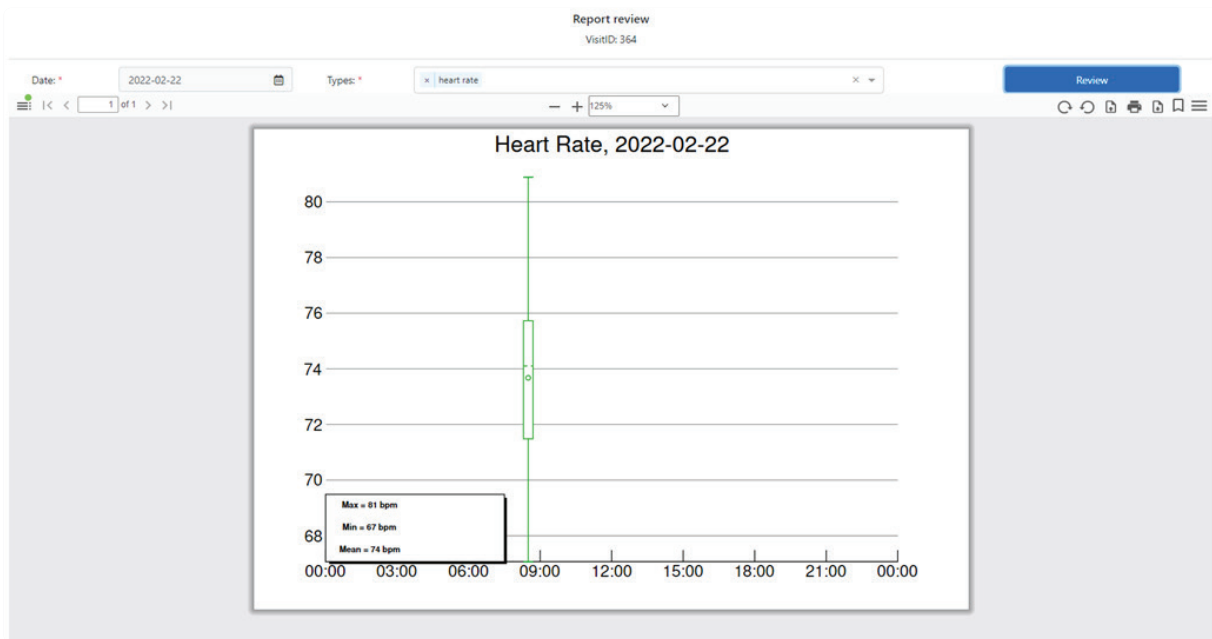 Report review
VisitID: 364
Date: * 2022-02-22 Types: * × heart rate × Review
1 of 1 125%
Heart Rate, 2022-02-22
80
78
76
74
72
70
68
Max = 81 bpm
Min = 67 bpm
Mean = 74 bpm
00:00 03:00 06:00 09:00 12:00 15:00 18:00 21:00 00:00